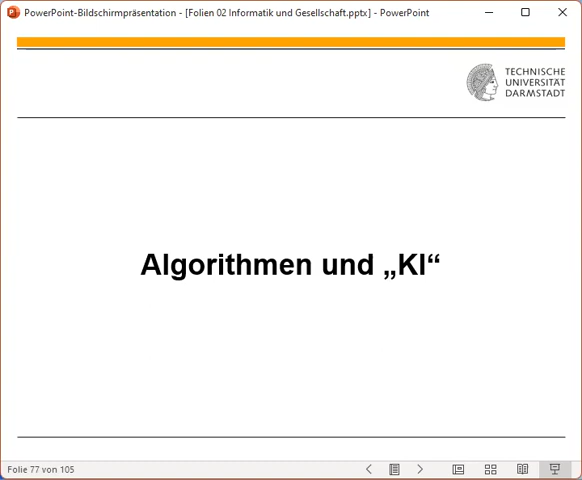 PowerPoint-Bildschirmpräsentation - [Folien 02 Informatik und Gesellschaft.pptx] - PowerPoint
TECHNISCHE
UNIVERSITÄT
DARMSTADT
Algorithmen und „KI“
Folie 77 von 105